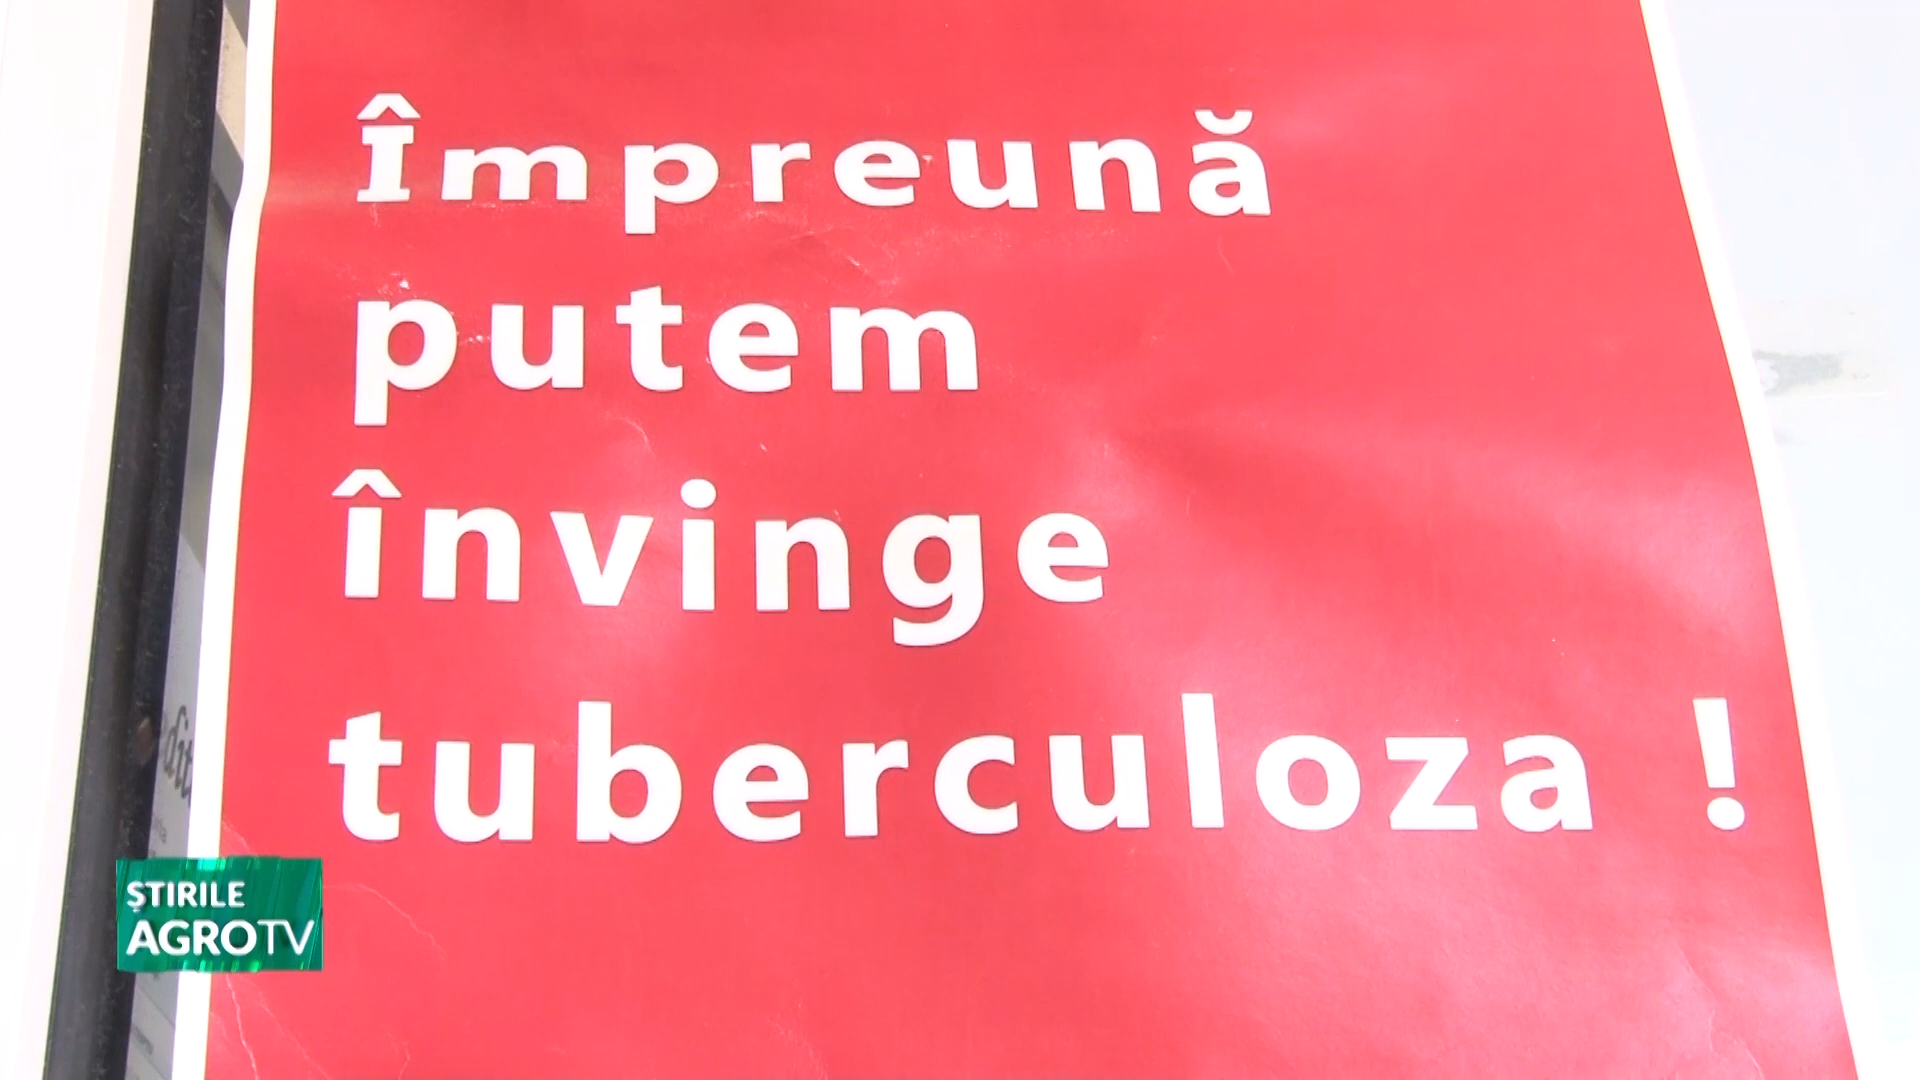 Împreună
putem
învinge
tuberculoza !
ȘTIRILE
AGROTV